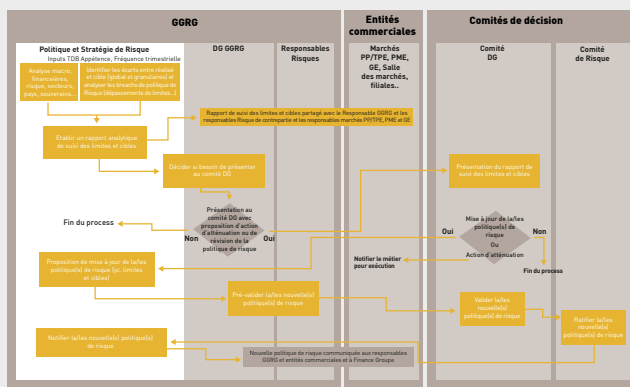 GGRG
Entités
commerciales
Comités de décision
Politique et Stratégie de Risque
Inputs TDB Appétence, Fréquence trimestrielle
DG GGRG
Responsables
Risques
Marchés
PP/TPE, PME,
GE, Salle
des marchés,
filiales..
Comité
DG
Comité
de Risque
Analyse macro,
financières,
risque, secteurs,
pays, souverains...
Identifier les écarts entre réalisé
et cible (global et granulaires) et
analyser les breachs de politique de
Risque (dépassements de limites...)
Rapport de suivi des limites et cibles partagé avec le Responsable GGRG et les
responsables Risque de contrepartie et les responsables marchés PP/TPE, PME et GE
Etablir un rapport analytique
de suivi des limites et cibles
Décider si besoin de présenter
au comité DG
Présentation du rapport de
suivi des limites et cibles
Présentation au
comité DG avec
proposition d'action
d'atténuation ou de
révision de la
politique de risque
Fin du process
Non
Oui
Oui
Mise à jour de la/les
politique(s) de
risque
Ou
Action d'atténuation
Non
Notifier le métier
pour exécution
Fin du process
Proposition de mise à jour de la/les
politique(s) de risque (yc. limites
et cibles)
Pré-valider la/les nouvelle(s)
politique(s) de risque
Valider la/les
nouvelle(s)
politique(s) de risque
Ratifier la/les
nouvelle(s)
politique(s) de risque
Notifier la/les nouvelle(s) politique(s)
de risque
Nouvelle politique de risque communiquée aux responsables
GGRG et entités commerciales et à Finance Groupe